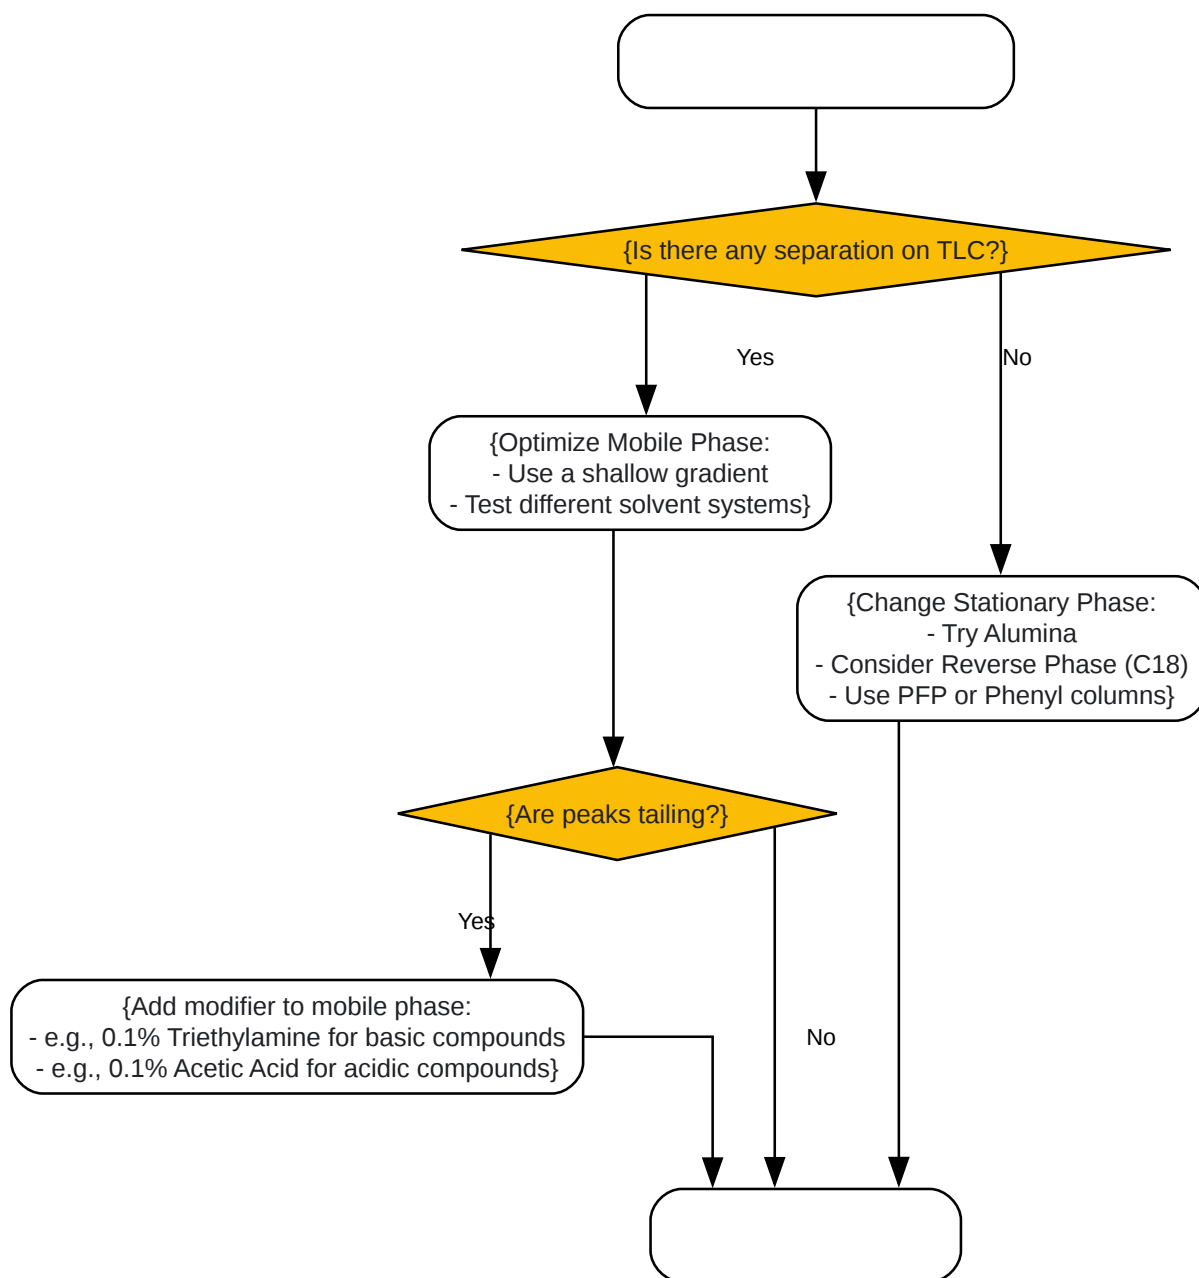 {Is there any separation on TLC?}
Yes
No
{Optimize Mobile Phase:
- Use a shallow gradient
- Test different solvent systems}
{Change Stationary Phase:
- Try Alumina
- Consider Reverse Phase (C18)
- Use PFP or Phenyl columns}
{Are peaks tailing?}
Yes
{Add modifier to mobile phase:
- e.g., 0.1% Triethylamine for basic compounds
- e.g., 0.1% Acetic Acid for acidic compounds}
No